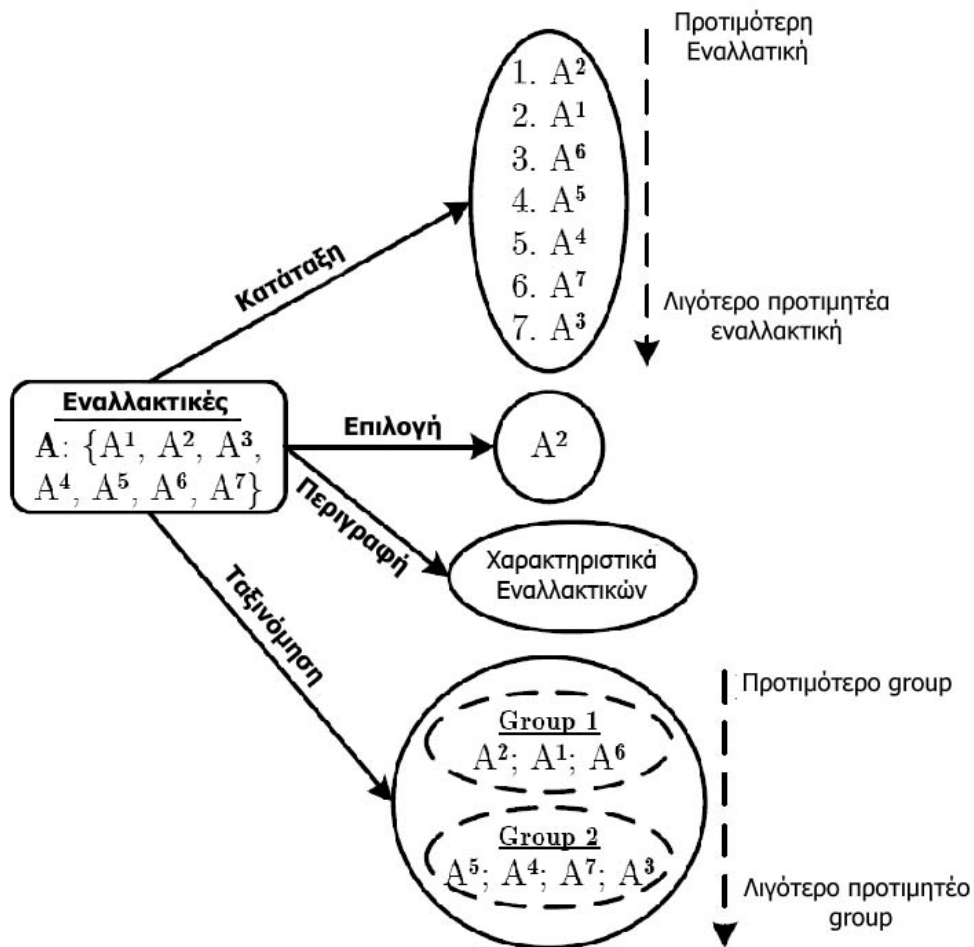 Προτιμότερη
Εναλλατική
1. A²
2. A¹
3. A⁶
4. A⁵
5. A⁴
6. A⁷
7. A³
Λιγότερο προτιμητέα
εναλλακτική
Κατάταξη
Εναλλακτικές
A: {A¹, A², A³,
A⁴, A⁵, A⁶, A⁷}
Επιλογή
A²
Περιγραφή
Χαρακτηριστικά
Εναλλακτικών
Ταξινόμηση
Προτιμότερο group
Group 1
A²; A¹; A⁶
Group 2
A⁵; A⁴; A⁷; A³
Λιγότερο προτιμητέο
group